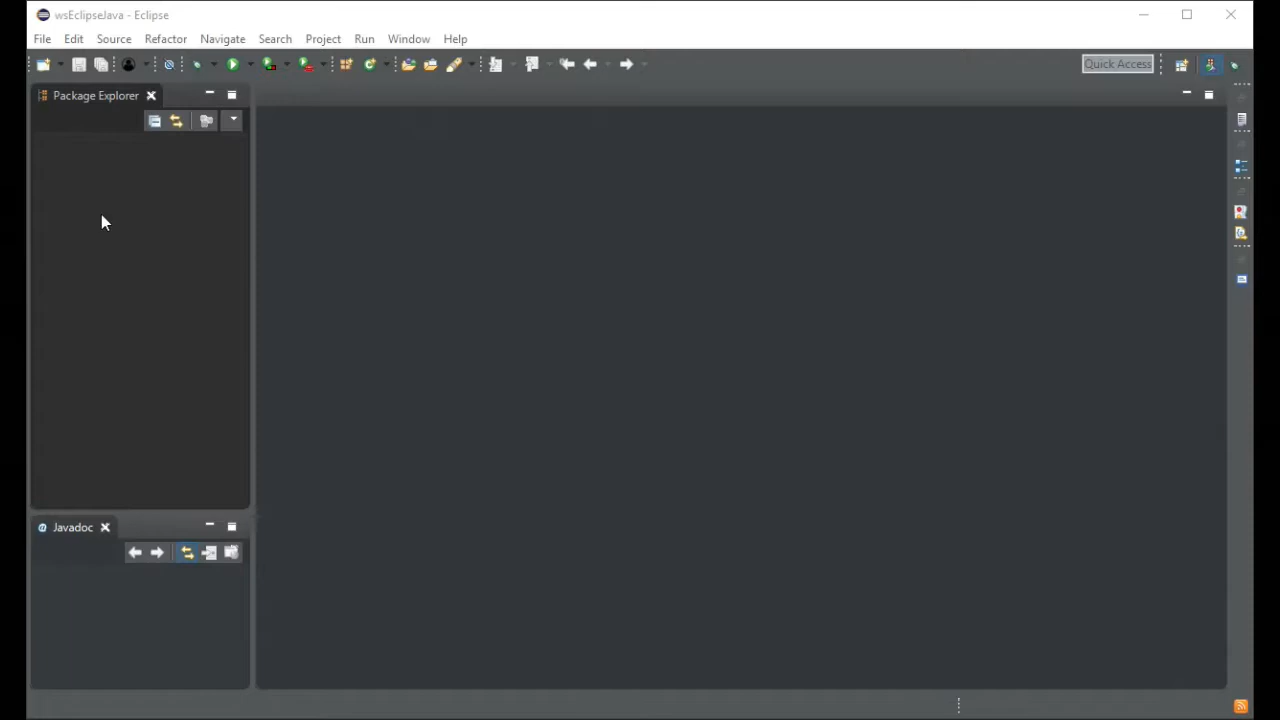 wsEclipseJava - Eclipse
File Edit Source Refactor Navigate Search Project Run Window Help
Quick Access
Package Explorer
Javadoc